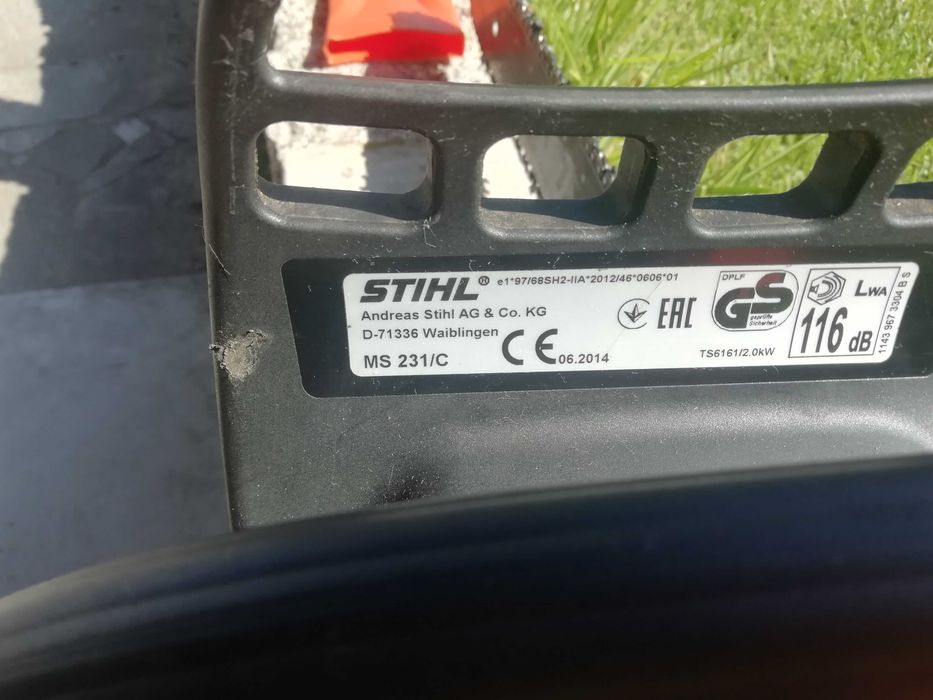 STIHL ® e1*97/68SH2-IIA*2012/46*0606*01
Andreas Stihl AG & Co. KG
D-71336 Waiblingen
MS 231/C
CE 06.2014
EAC
DPLF
GS
geprüfte
Sicherheit
TS6161/2.0kW
LWA
116 dB
1143 967 3304 B S